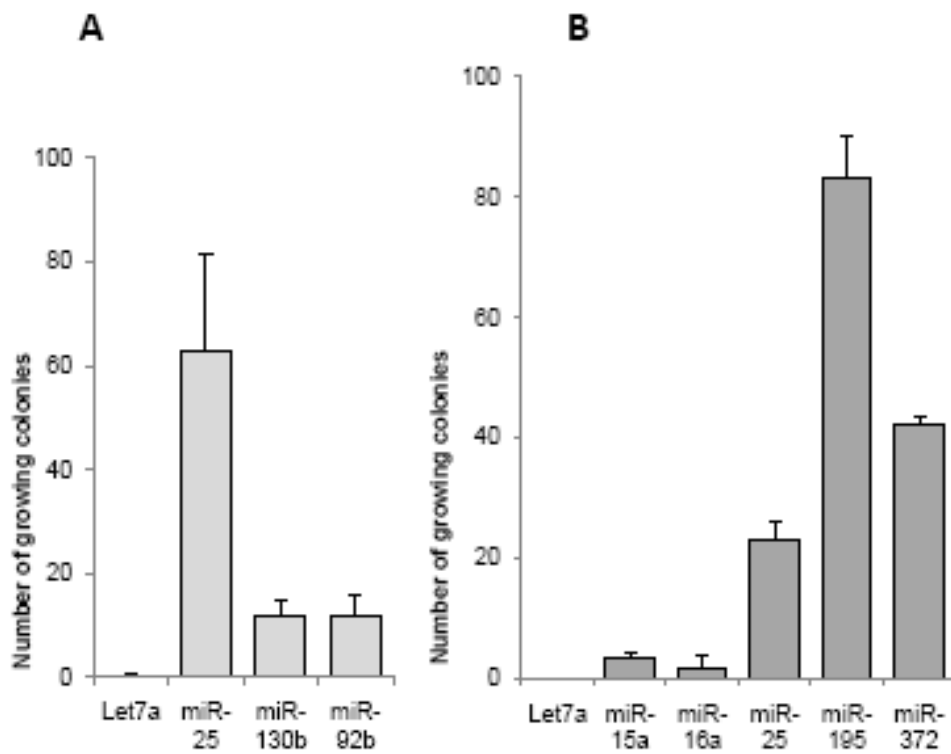 A
Number of growing colonies
100
80
60
40
20
0
Let7a miR- miR- miR-
25 130b 92b
B
Number of growing colonies
100
80
60
40
20
0
Let7a miR- miR- miR- miR- miR-
15a 16a 25 195 372